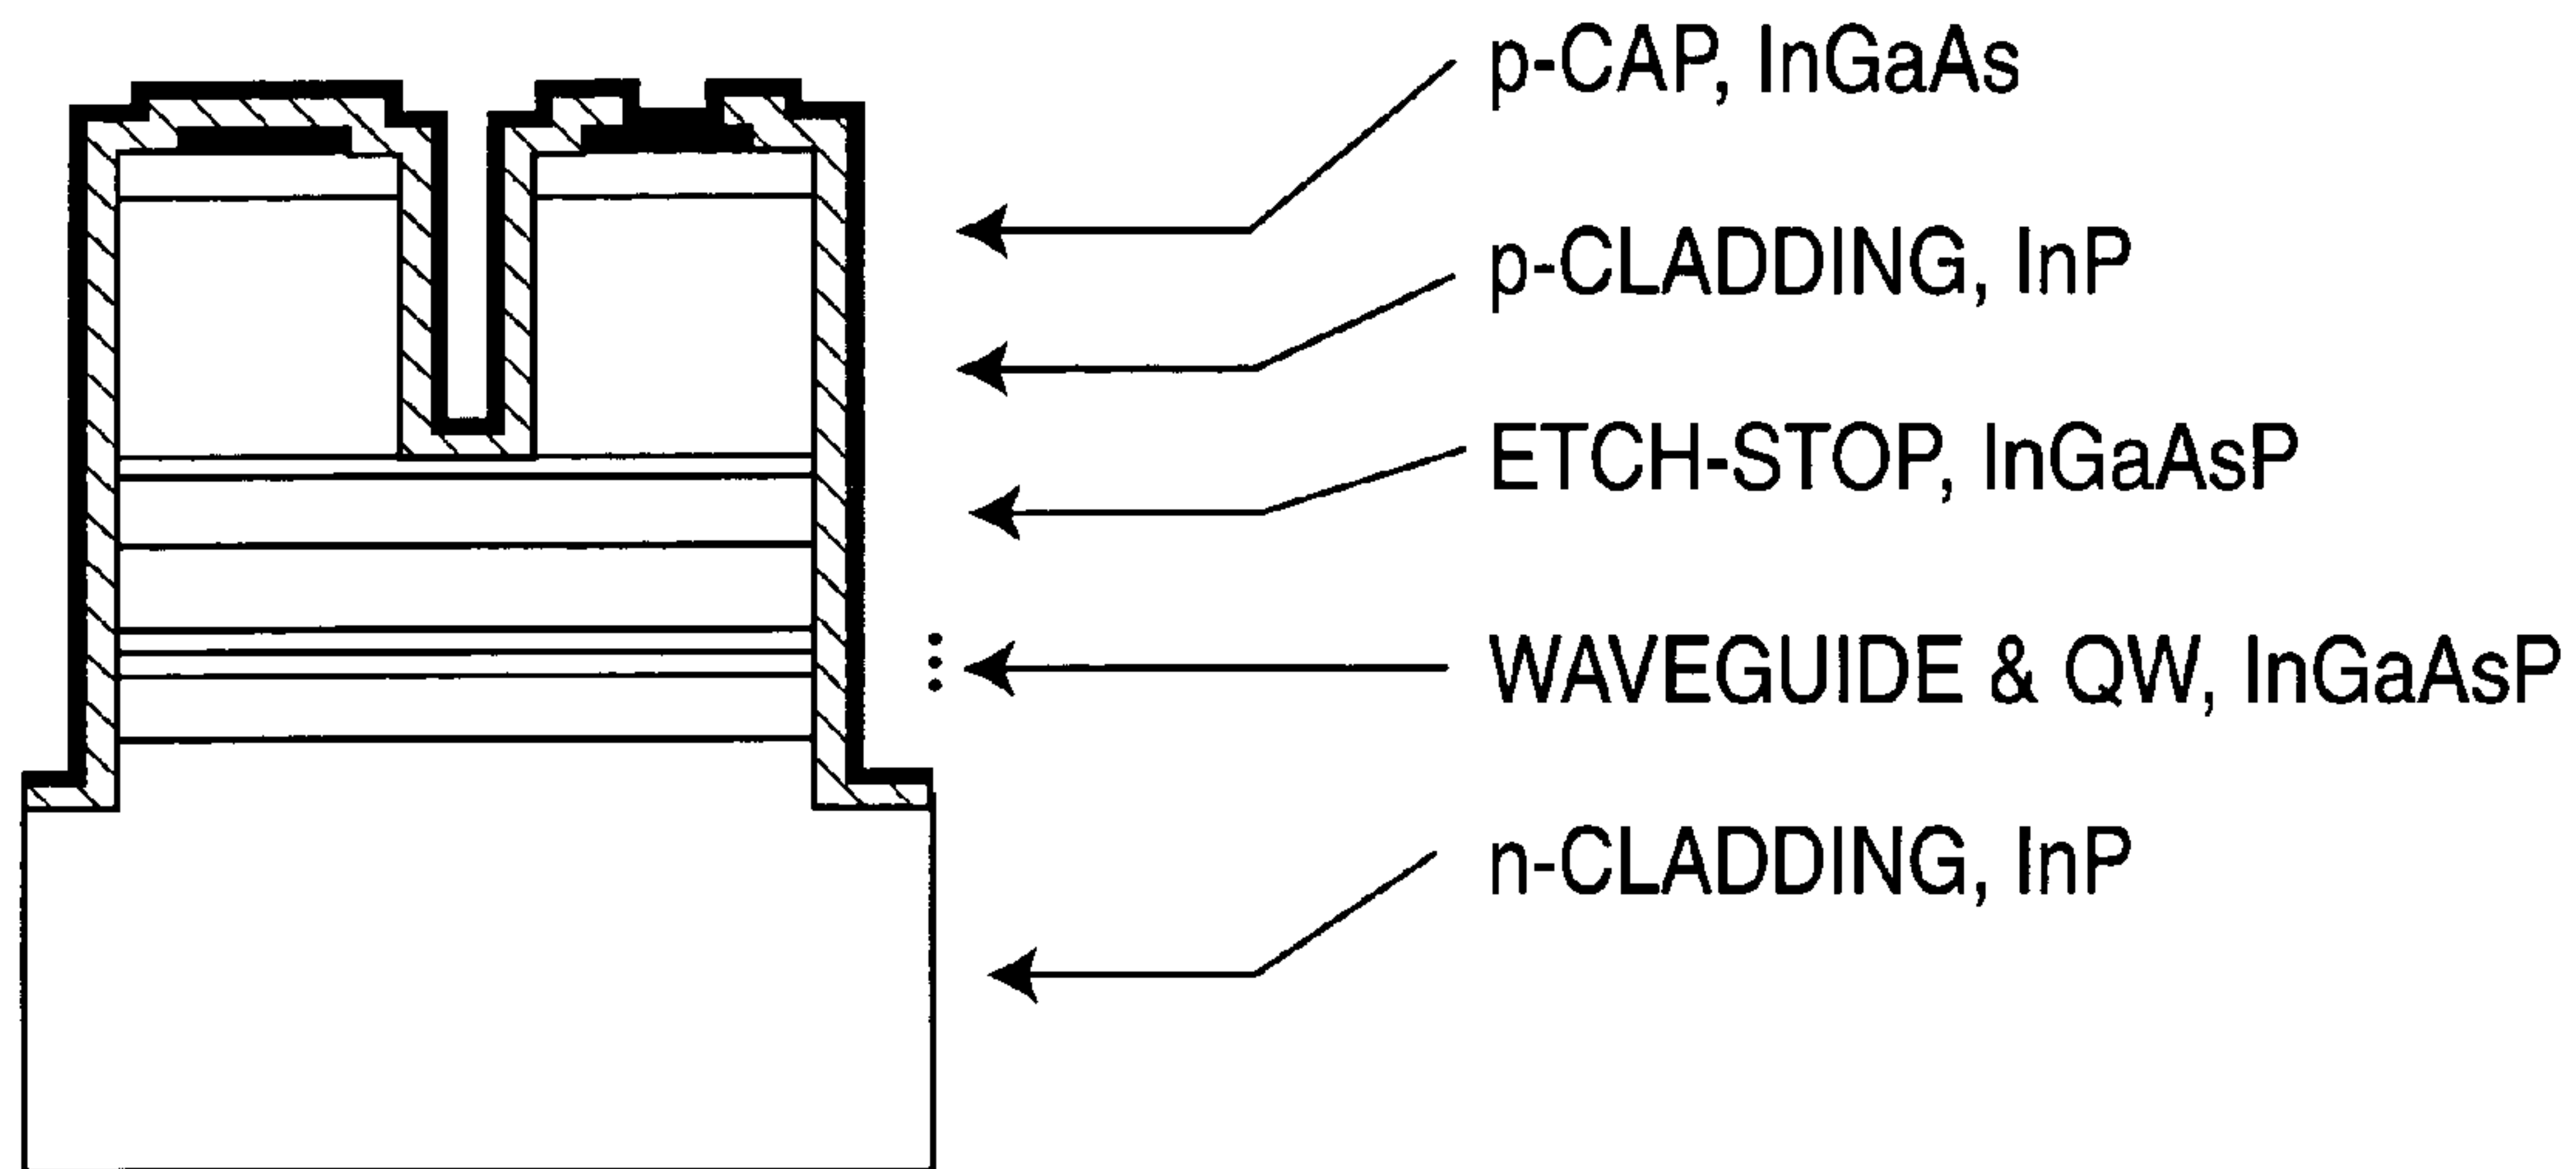 p-CAP, InGaAs
p-CLADDING, InP
ETCH-STOP, InGaAsP
WAVEGUIDE & QW, InGaAsP
n-CLADDING, InP